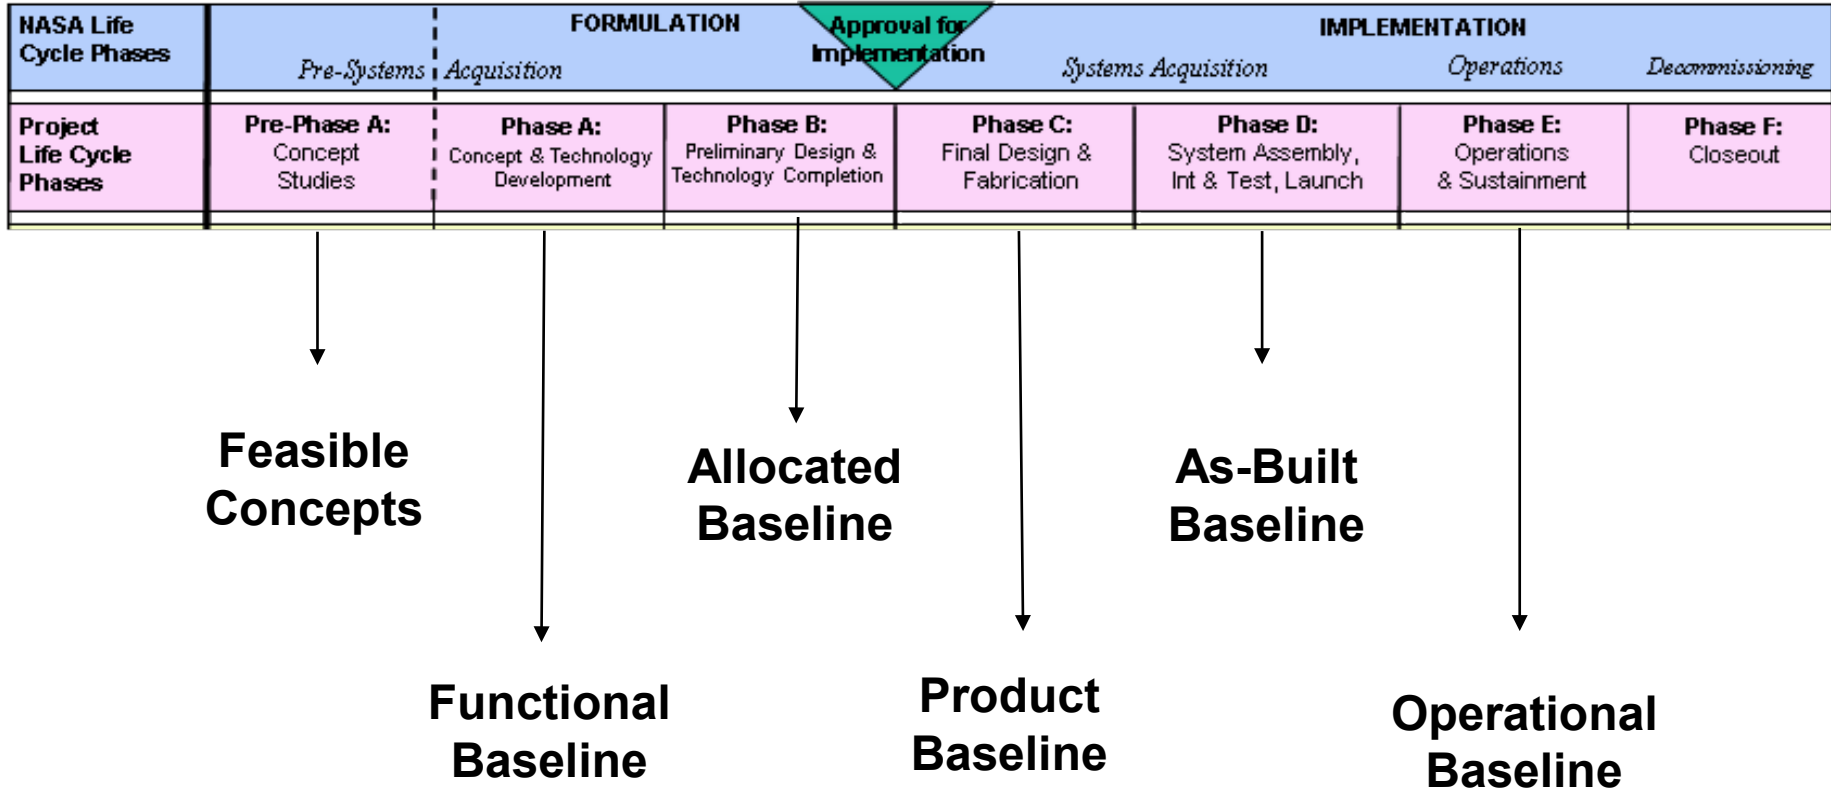 NASA Life
Cycle Phases
FORMULATION
Pre-Systems Acquisition
Approval for
Implementation
IMPLEMENTATION
Systems Acquisition
Operations
Decommissioning
Project
Life Cycle
Phases
Pre-Phase A:
Concept
Studies
Phase A:
Concept & Technology
Development
Phase B:
Preliminary Design &
Technology Completion
Phase C:
Final Design &
Fabrication
Phase D:
System Assembly,
Int & Test, Launch
Phase E:
Operations
& Sustainment
Phase F:
Closeout
Feasible
Concepts
Functional
Baseline
Allocated
Baseline
Product
Baseline
As-Built
Baseline
Operational
Baseline